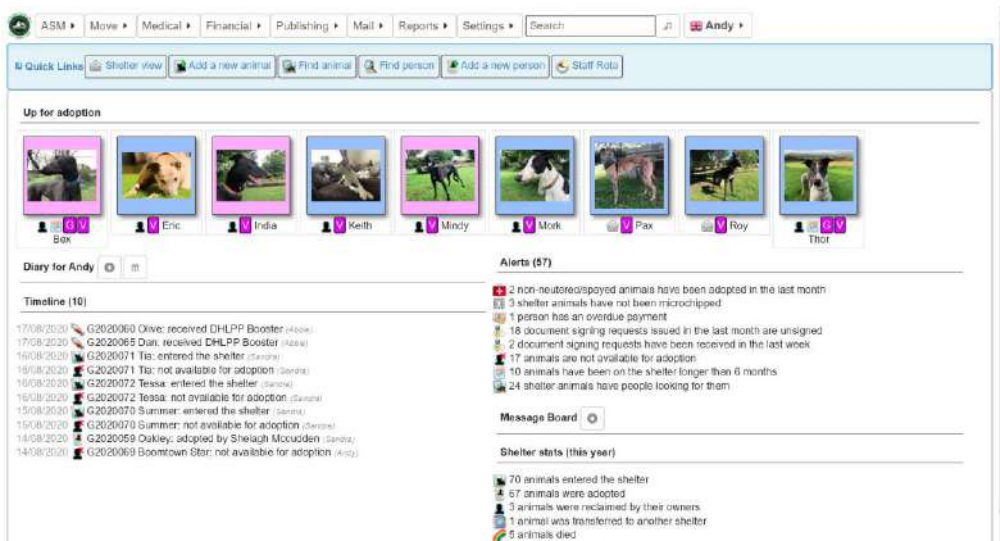 ASM Move Medical Financial Publishing Mail Reports Settings Search Andy
Quick Links Shelter view Add a new animal Find animal Find person Add a new person Staff Rota
Up for adoption
G V
Bex
V Eric
V India
V Keith
V Mindy
V Mork
V Pax
V Roy
G V
Thor
Diary for Andy
Timeline (10)
17/08/2020 G2020060 Olive: received DHLPP Booster
17/08/2020 G2020065 Dan: received DHLPP Booster
16/08/2020 G2020071 Tia: entered the shelter (Sandra)
16/08/2020 G2020071 Tia: not available for adoption (Sandra)
16/08/2020 G2020072 Tessa: entered the shelter (Sandra)
16/08/2020 G2020072 Tessa: not available for adoption (Sandra)
15/08/2020 G2020070 Summer: entered the shelter (Sandra)
15/08/2020 G2020070 Summer: not available for adoption (Sandra)
14/08/2020 G2020059 Oakley: adopted by Shelagh Mccudden (Sandra)
14/08/2020 G2020069 Boomtown Star: not available for adoption (Andy)
Alerts (57)
2 non-neutered/spayed animals have been adopted in the last month
3 shelter animals have not been microchipped
1 person has an overdue payment
18 document signing requests issued in the last month are unsigned
2 document signing requests have been received in the last week
17 animals are not available for adoption
10 animals have been on the shelter longer than 6 months
24 shelter animals have people looking for them
Message Board
Shelter stats (this year)
70 animals entered the shelter
67 animals were adopted
3 animals were reclaimed by their owners
1 animal was transferred to another shelter
5 animals died